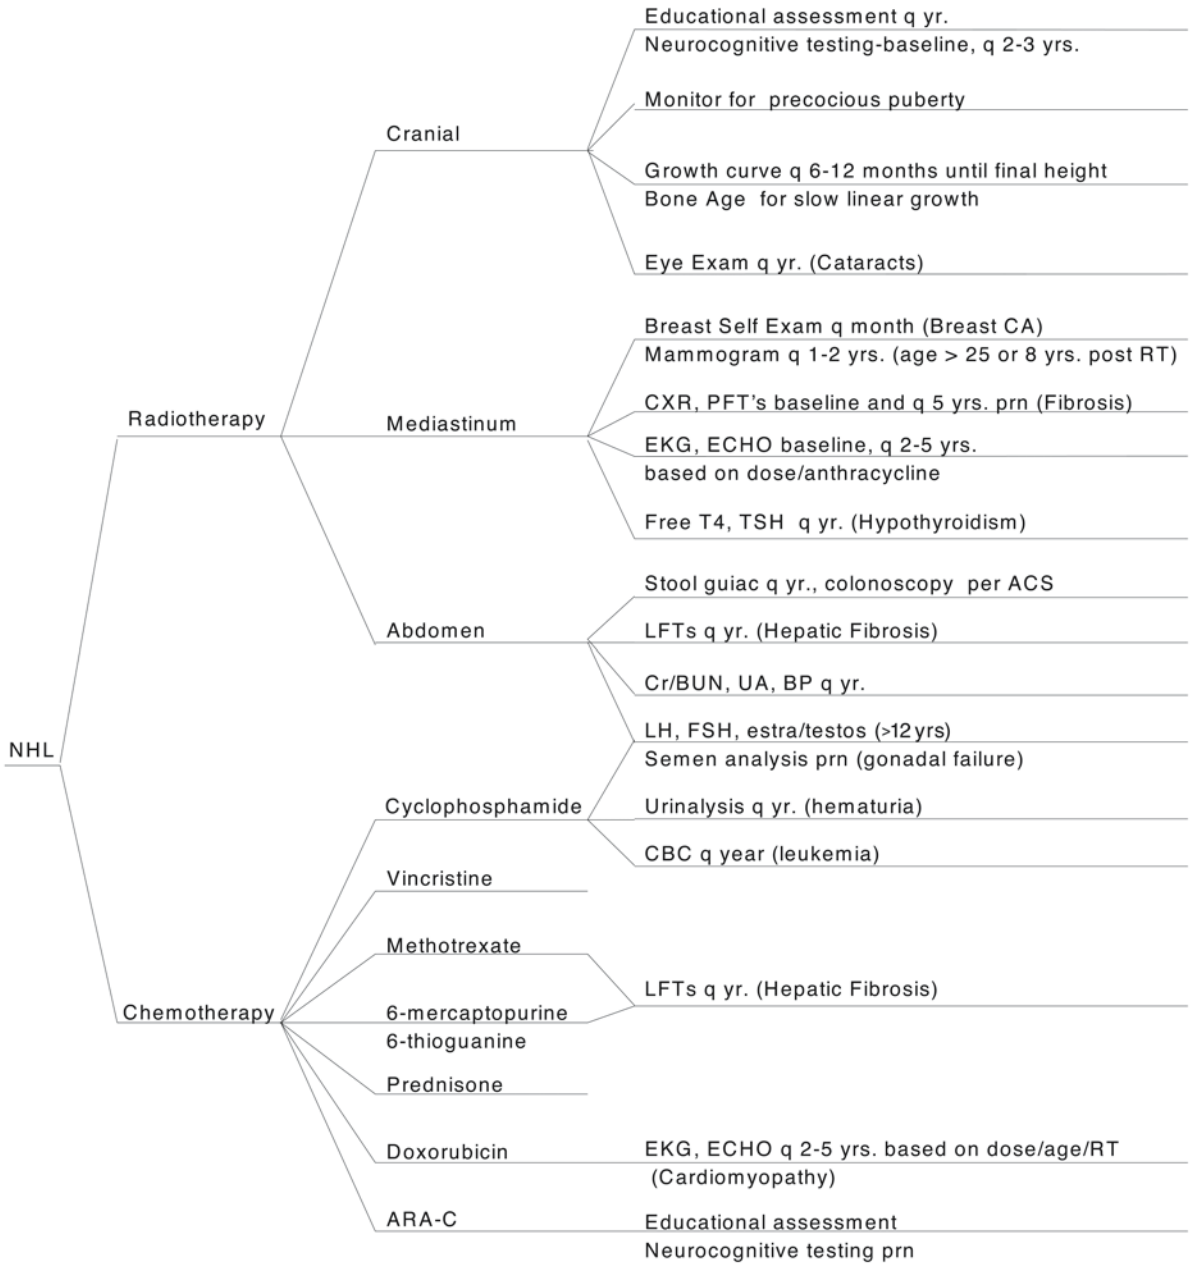 Educational assessment q yr.
Neurocognitive testing-baseline, q 2-3 yrs.
Monitor for precocious puberty
Cranial
Growth curve q 6-12 months until final height
Bone Age for slow linear growth
Eye Exam q yr. (Cataracts)
Breast Self Exam q month (Breast CA)
Mammogram q 1-2 yrs. (age > 25 or 8 yrs. post RT)
CXR, PFT's baseline and q 5 yrs. prn (Fibrosis)
Radiotherapy
Mediastinum
EKG, ECHO baseline, q 2-5 yrs.
based on dose/anthracycline
Free T4, TSH q yr. (Hypothyroidism)
Stool guiac q yr., colonoscopy per ACS
Abdomen
LFTs q yr. (Hepatic Fibrosis)
Cr/BUN, UA, BP q yr.
LH, FSH, estra/testos (>12 yrs)
Semen analysis prn (gonadal failure)
NHL
Cyclophosphamide
Urinalysis q yr. (hematuria)
CBC q year (leukemia)
Vincristine
Methotrexate
LFTs q yr. (Hepatic Fibrosis)
Chemotherapy
6-mercaptopurine
6-thioguanine
Prednisone
Doxorubicin
EKG, ECHO q 2-5 yrs. based on dose/age/RT
(Cardiomyopathy)
ARA-C
Educational assessment
Neurocognitive testing prn